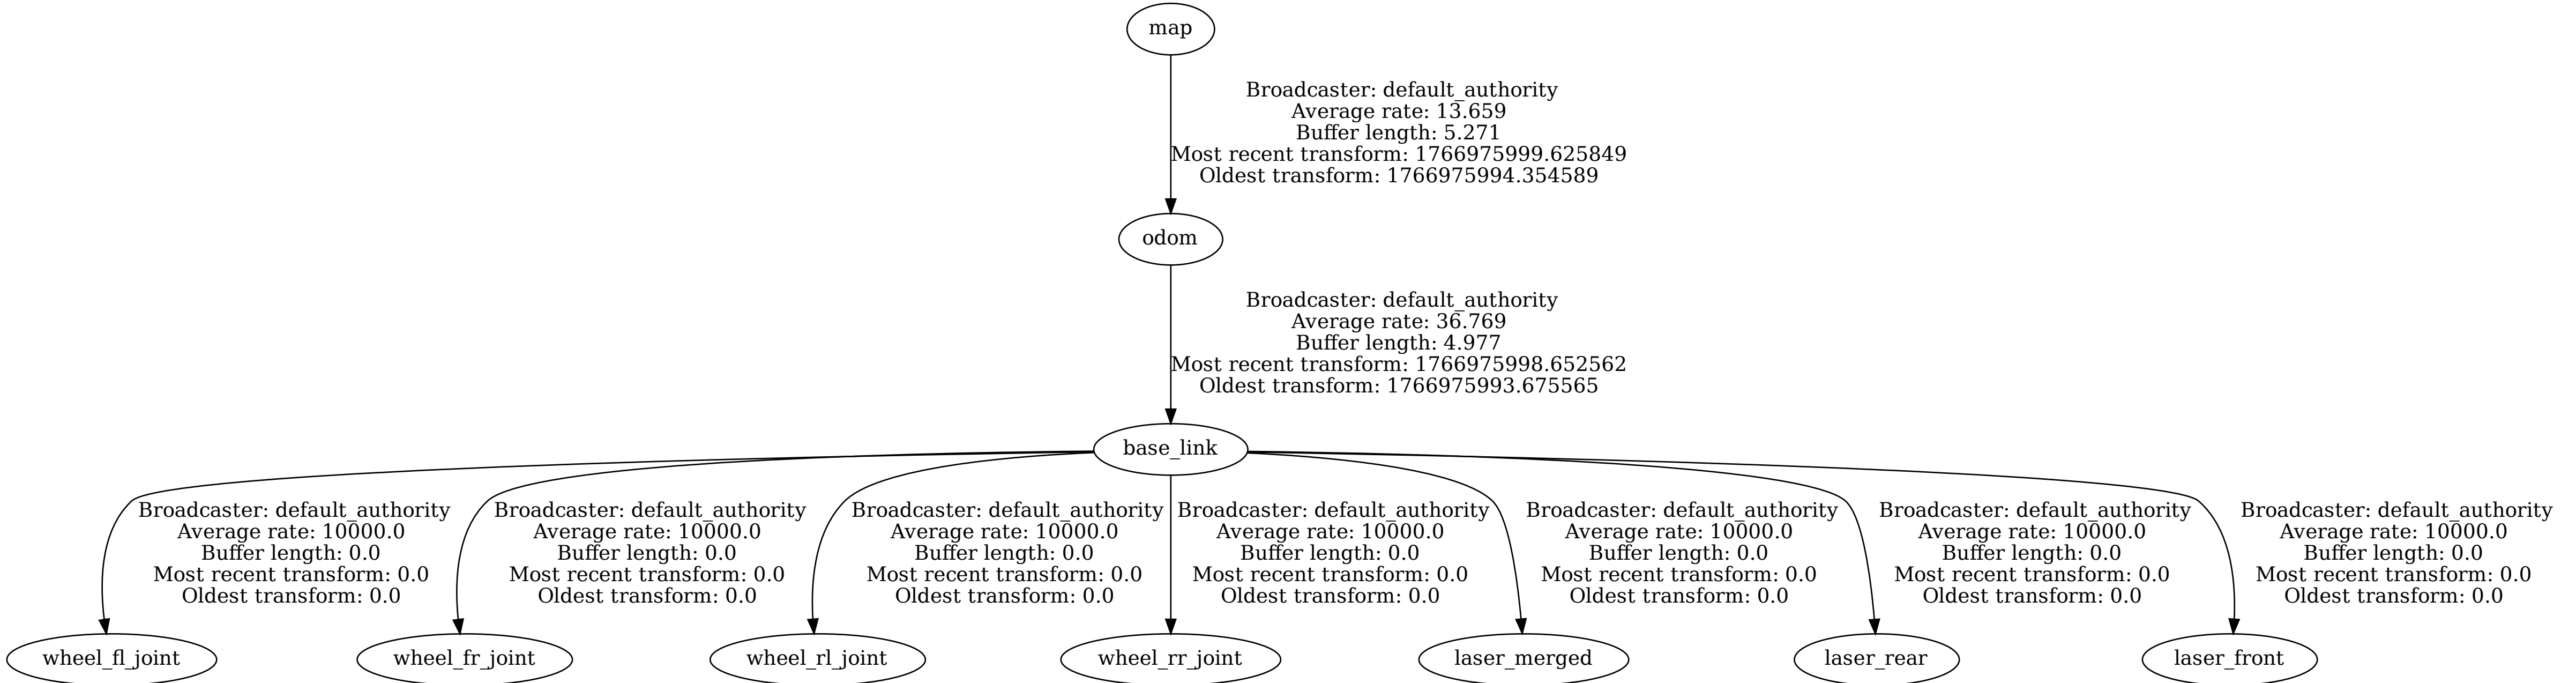 map
Broadcaster: default_authority
Average rate: 13.659
Buffer length: 5.271
Most recent transform: 1766975999.625849
Oldest transform: 1766975994.354589
odom
Broadcaster: default_authority
Average rate: 36.769
Buffer length: 4.977
Most recent transform: 1766975998.652562
Oldest transform: 1766975993.675565
base_link
Broadcaster: default_authority
Average rate: 10000.0
Buffer length: 0.0
Most recent transform: 0.0
Oldest transform: 0.0
Broadcaster: default_authority
Average rate: 10000.0
Buffer length: 0.0
Most recent transform: 0.0
Oldest transform: 0.0
Broadcaster: default_authority
Average rate: 10000.0
Buffer length: 0.0
Most recent transform: 0.0
Oldest transform: 0.0
Broadcaster: default_authority
Average rate: 10000.0
Buffer length: 0.0
Most recent transform: 0.0
Oldest transform: 0.0
Broadcaster: default_authority
Average rate: 10000.0
Buffer length: 0.0
Most recent transform: 0.0
Oldest transform: 0.0
Broadcaster: default_authority
Average rate: 10000.0
Buffer length: 0.0
Most recent transform: 0.0
Oldest transform: 0.0
Broadcaster: default_authority
Average rate: 10000.0
Buffer length: 0.0
Most recent transform: 0.0
Oldest transform: 0.0
wheel_fl_joint
wheel_fr_joint
wheel_rl_joint
wheel_rr_joint
laser_merged
laser_rear
laser_front